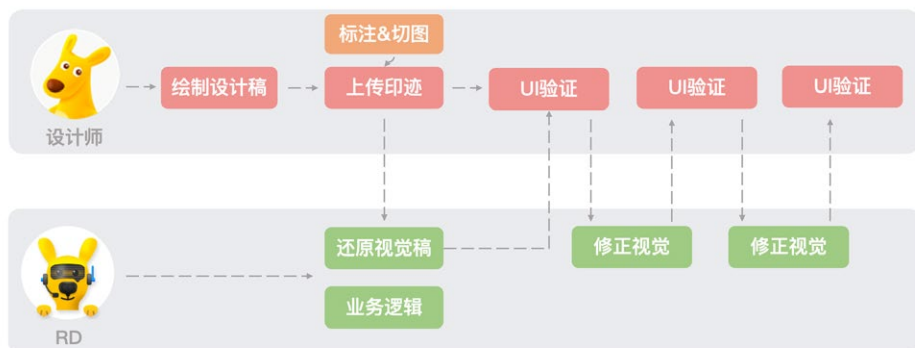 标注&切图
绘制设计稿
上传印迹
UI验证
UI验证
UI验证
设计师
还原视觉稿
修正视觉
修正视觉
业务逻辑
RD